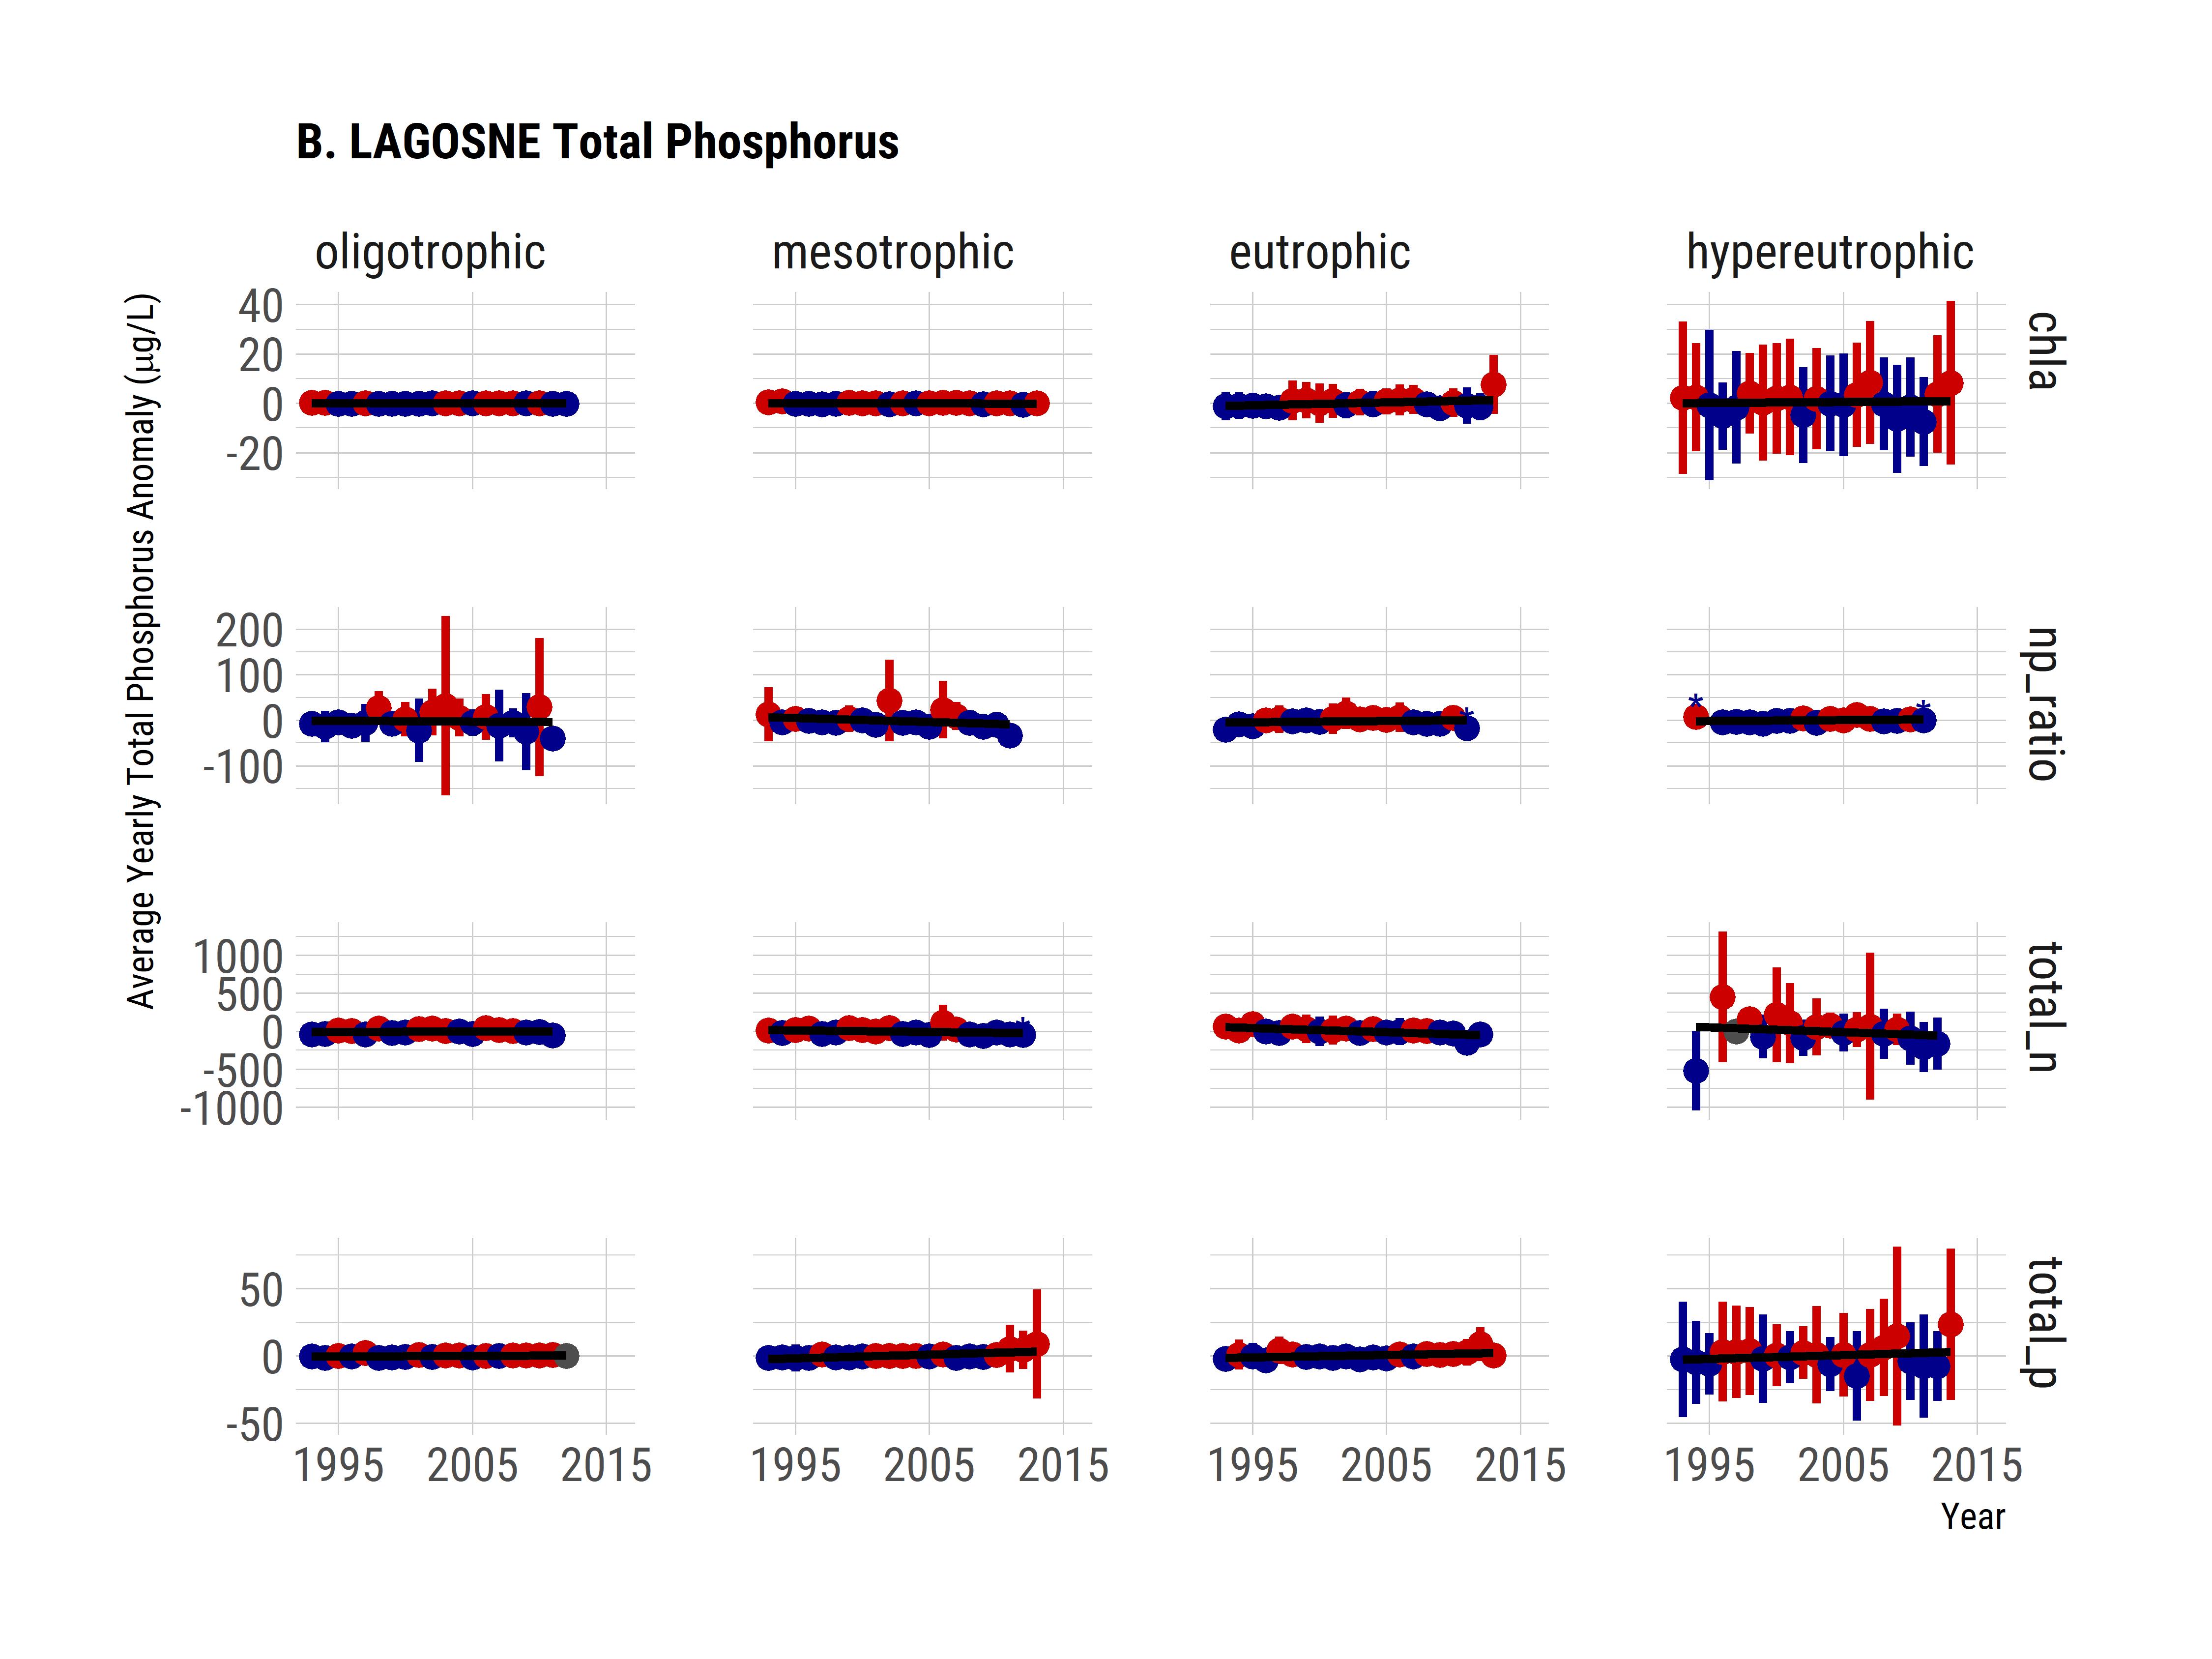 B. LAGOSNE Total Phosphorus
oligotrophic mesotrophic eutrophic hypereutrophic
Average Yearly Total Phosphorus Anomaly (µg/L)
40
20
0
-20
chla
200
100
0
-100
np_ratio
1000
500
0
-500
-1000
total_n
50
0
-50
total_p
1995 2005 2015 1995 2005 2015 1995 2005 2015 1995 2005 2015
Year